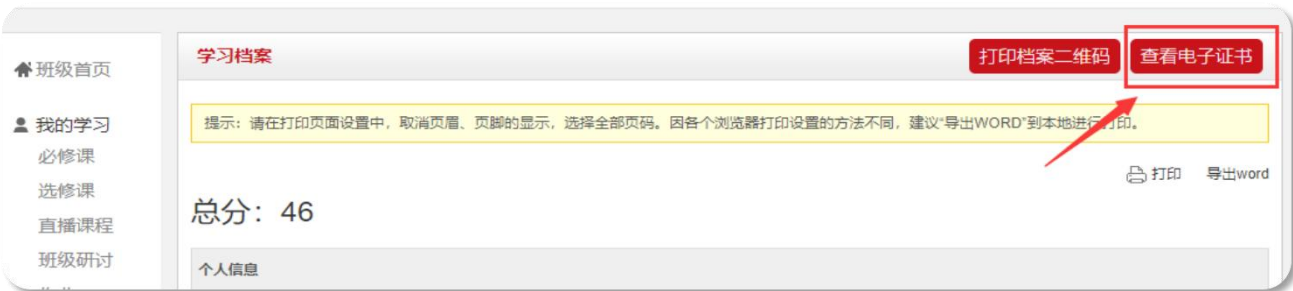 学习档案
打印档案二维码
查看电子证书
班级首页
提示：请在打印页面设置中，取消页眉、页脚的显示，选择全部页码。因各个浏览器打印设置的方法不同，建议“导出WORD”到本地进行打印。
我的学习
必修课
打印 导出word
选修课
总分：46
直播课程
班级研讨
个人信息